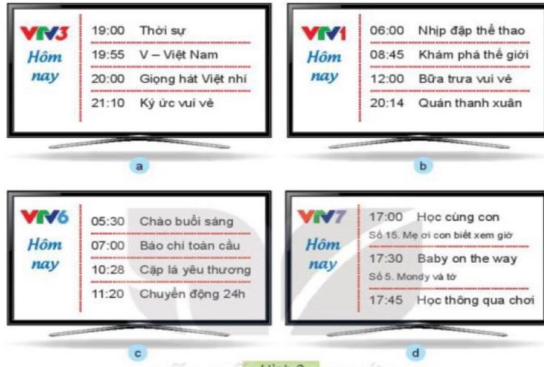 VTV3
Hôm nay
19:00 Thời sự
19:55 V – Việt Nam
20:00 Giọng hát Việt nhí
21:10 Ký ức vui vẻ
a
VTV1
Hôm nay
06:00 Nhịp đập thể thao
08:45 Khám phá thế giới
12:00 Bữa trưa vui vẻ
20:14 Quán thanh xuân
b
VTV6
Hôm nay
05:30 Chào buổi sáng
07:00 Báo chí toàn cầu
10:28 Cặp lá yêu thương
11:20 Chuyển động 24h
c
VTV7
Hôm nay
17:00 Học cùng con
Số 15. Mẹ ơi con biết xem giờ
17:30 Baby on the way
Số 5. Mondy và tớ
17:45 Học thông qua chơi
d